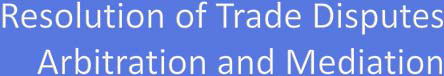 Resolution of Trade Disputes
Arbitration and Mediation